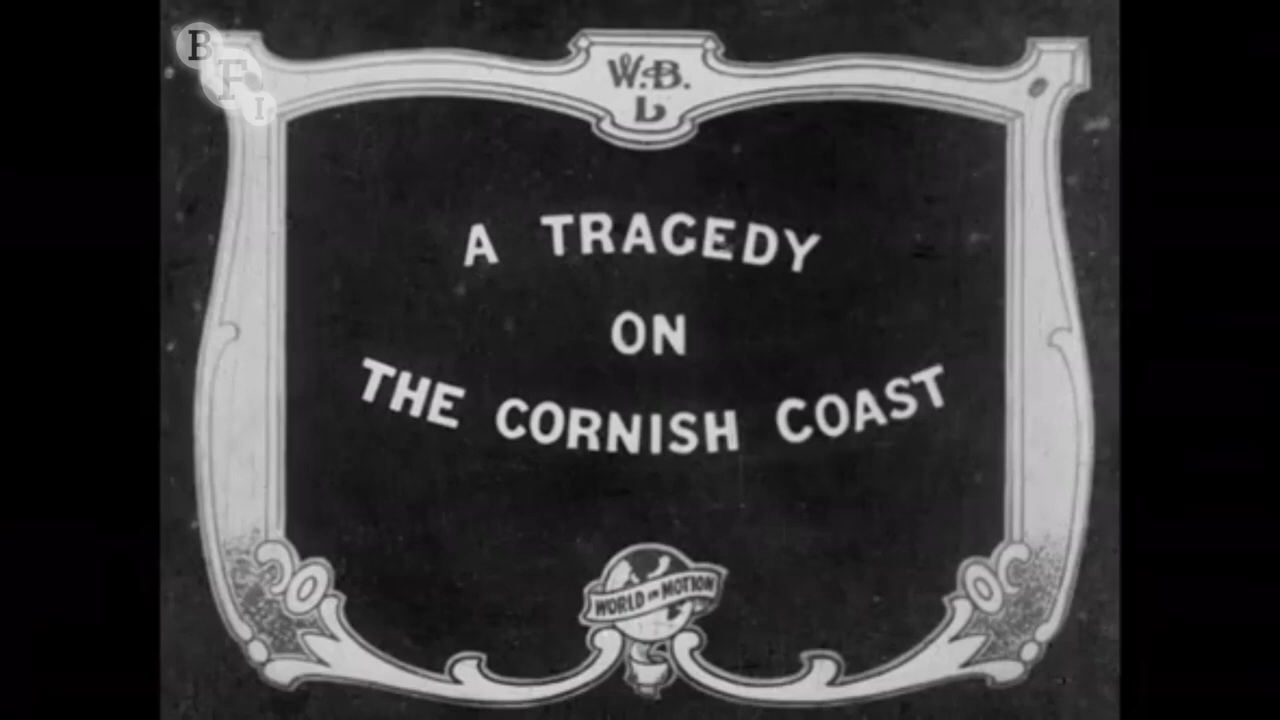 BFI
W.B.
L
A TRAGEDY
ON
THE CORNISH COAST
WORLD IN MOTION